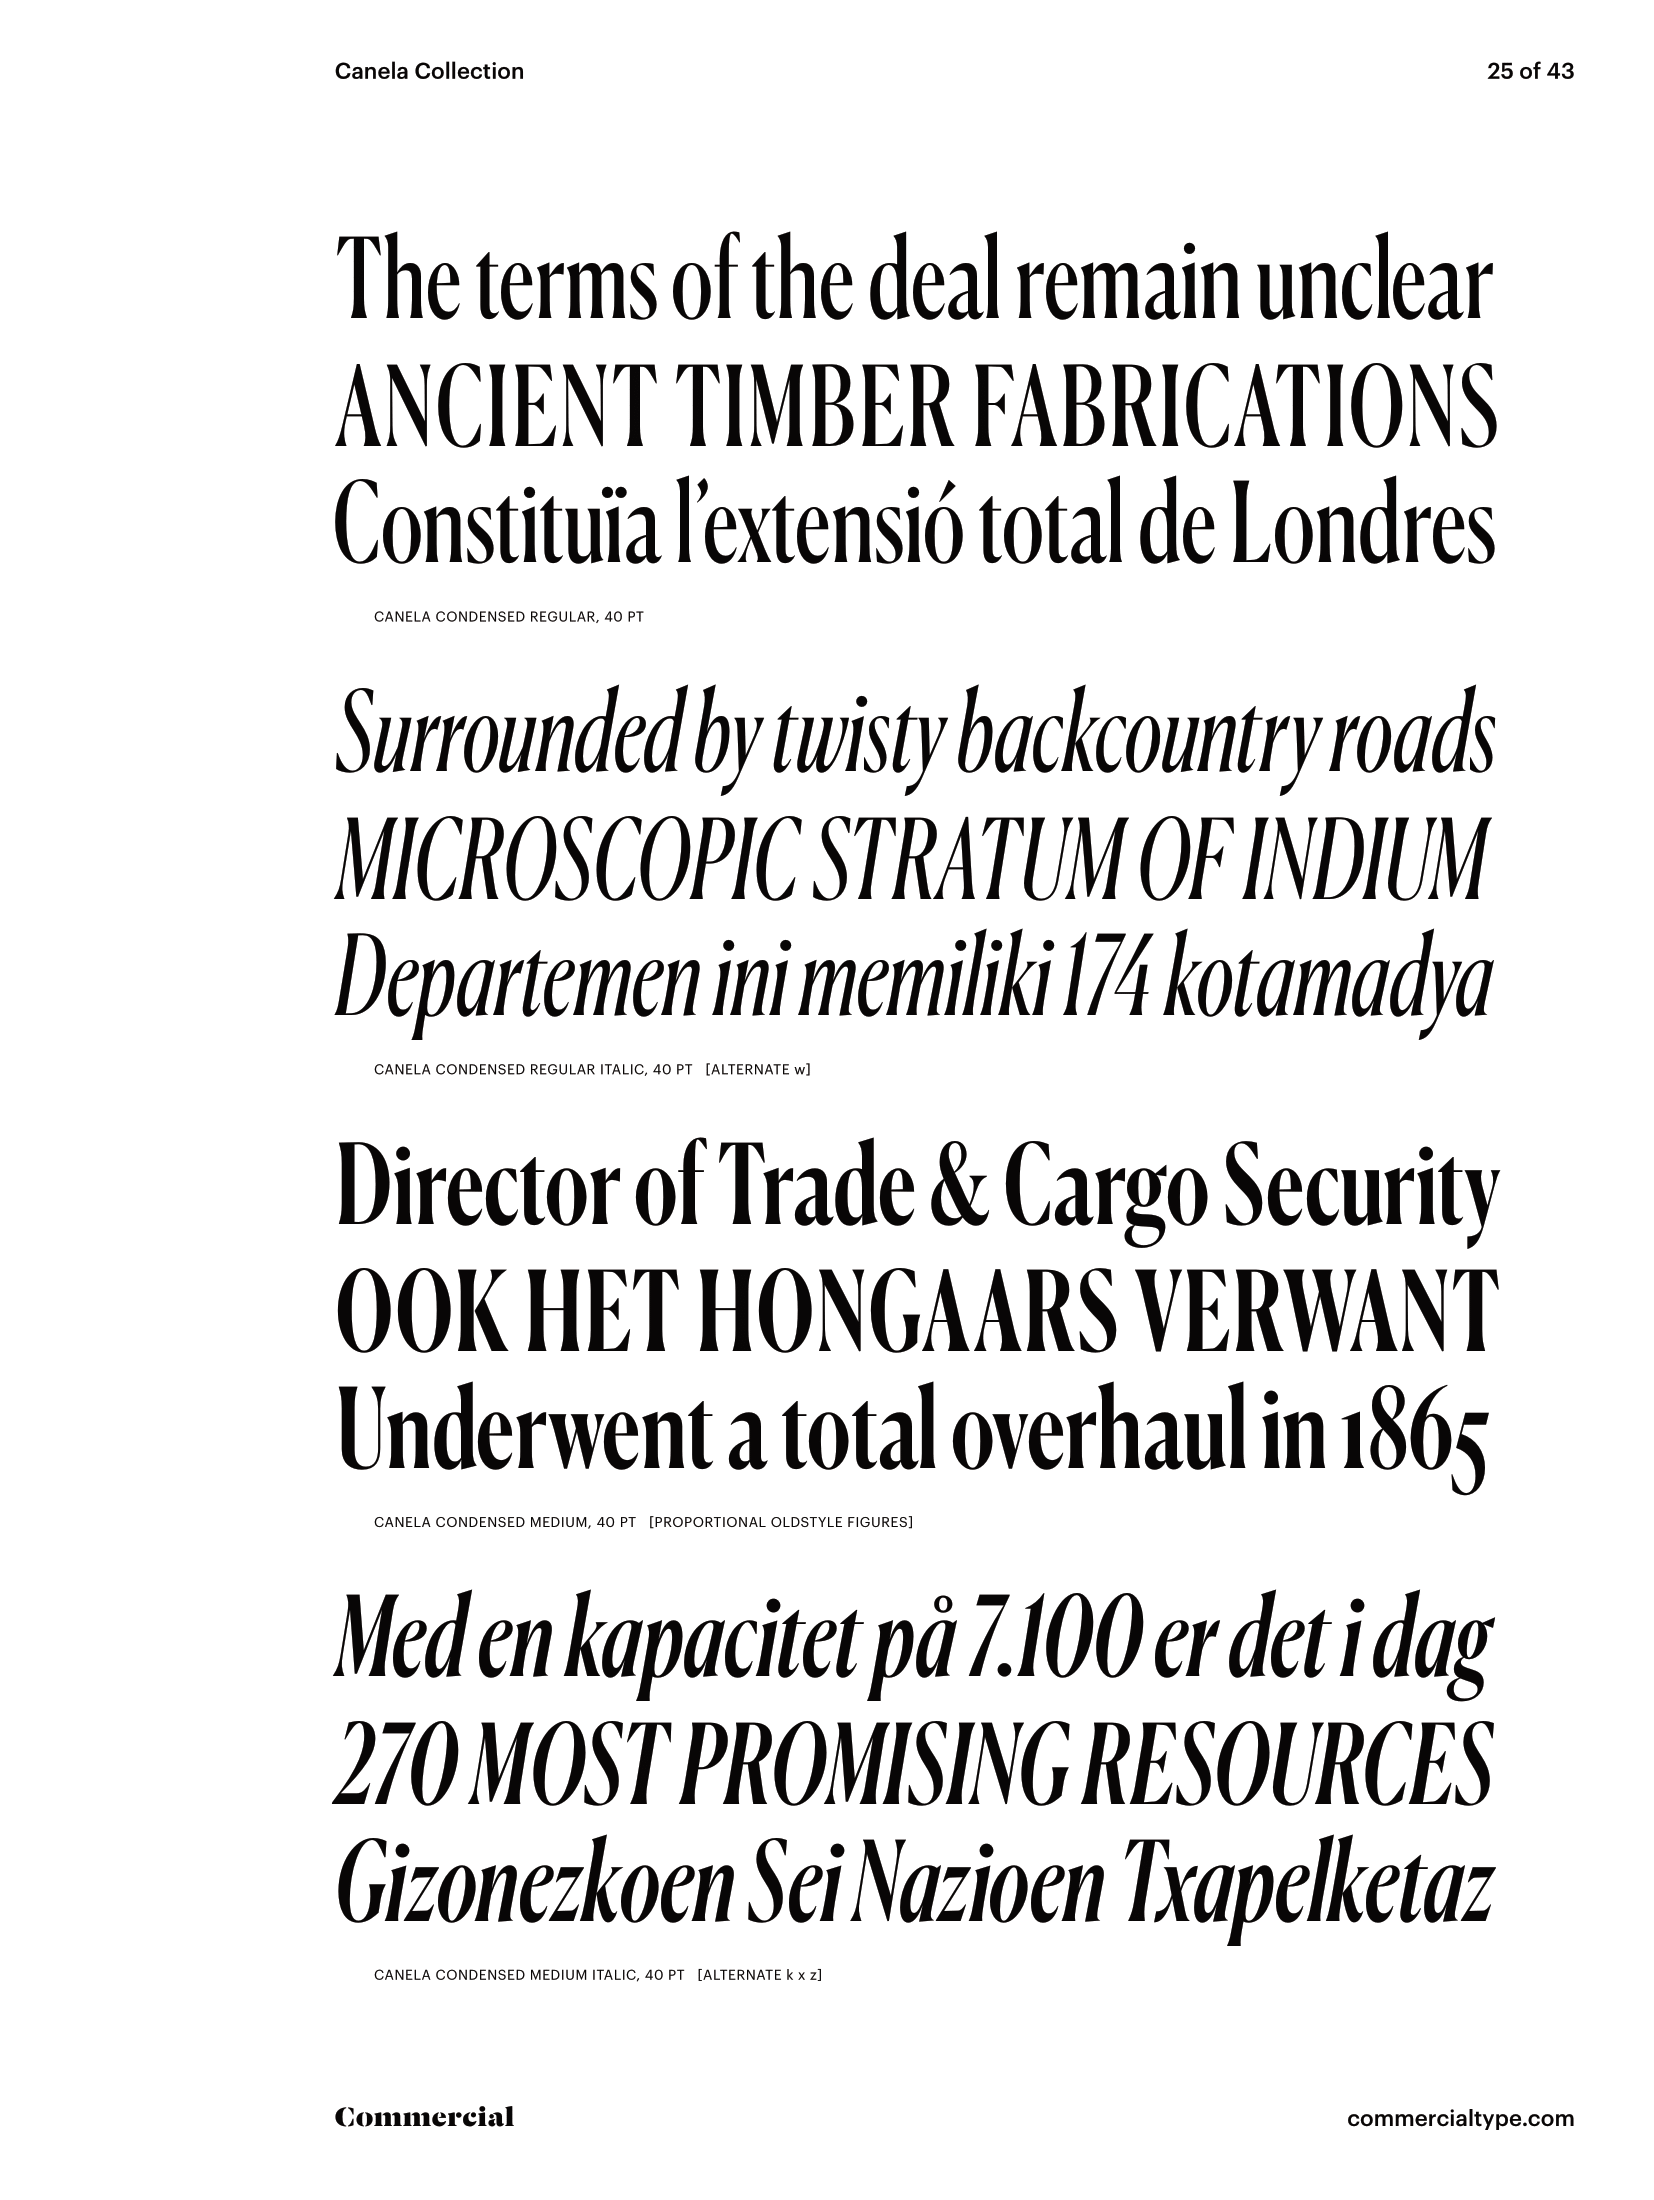 Canela Collection
25 of 43
The terms of the deal remain unclear
ANCIENT TIMBER FABRICATIONS
Constituïa l’extensió total de Londres
CANELA CONDENSED REGULAR, 40 PT
Surrounded by twisty backcountry roads
MICROSCOPIC STRATUM OF INDIUM
Departemen ini memiliki 174 kotamadya
CANELA CONDENSED REGULAR ITALIC, 40 PT [ALTERNATE w]
Director of Trade & Cargo Security
OOK HET HONGAARS VERWANT
Underwent a total overhaul in 1865
CANELA CONDENSED MEDIUM, 40 PT [PROPORTIONAL OLDSTYLE FIGURES]
Med en kapacitet på 7.100 er det i dag
270 MOST PROMISING RESOURCES
Gizonezkoen Sei Nazioen Txapelketaz
CANELA CONDENSED MEDIUM ITALIC, 40 PT [ALTERNATE k x z]
Commercial
commercialtype.com